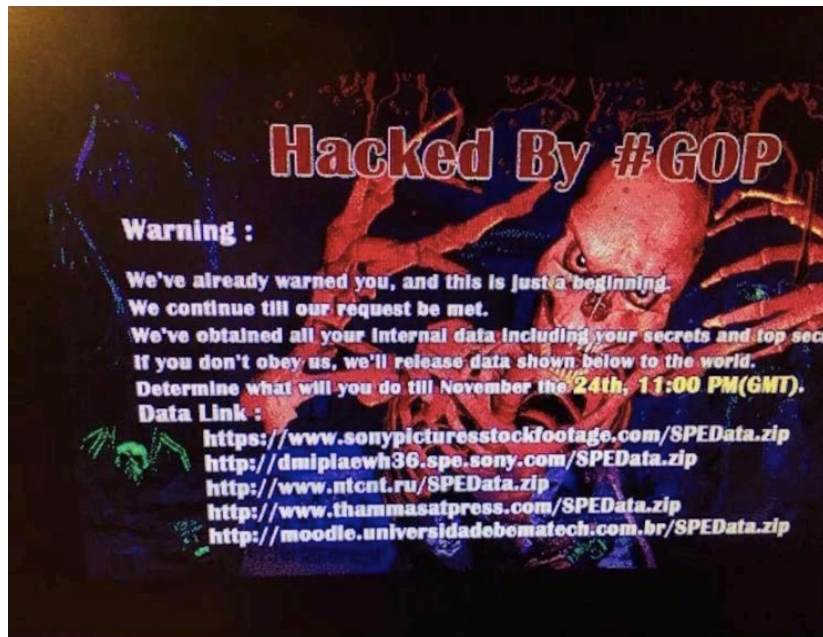 Hacked By #GOP
Warning :
We've already warned you, and this is just a beginning.
We continue till our request be met.
We've obtained all your internal data including your secrets and top
If you don't obey us, we'll release data shown below to the world.
Determine what will you do till November the 24th, 11:00 PM(GMT).
Data Link :
https://www.sonypicturesstockfootage.com/SPEData.zip
http://dmiplaewh36.spe.sony.com/SPEData.zip
http://www.ntcnt.ru/SPEData.zip
http://www.thammasatpress.com/SPEData.zip
http://moodle.universidadebematech.com.br/SPEData.zip